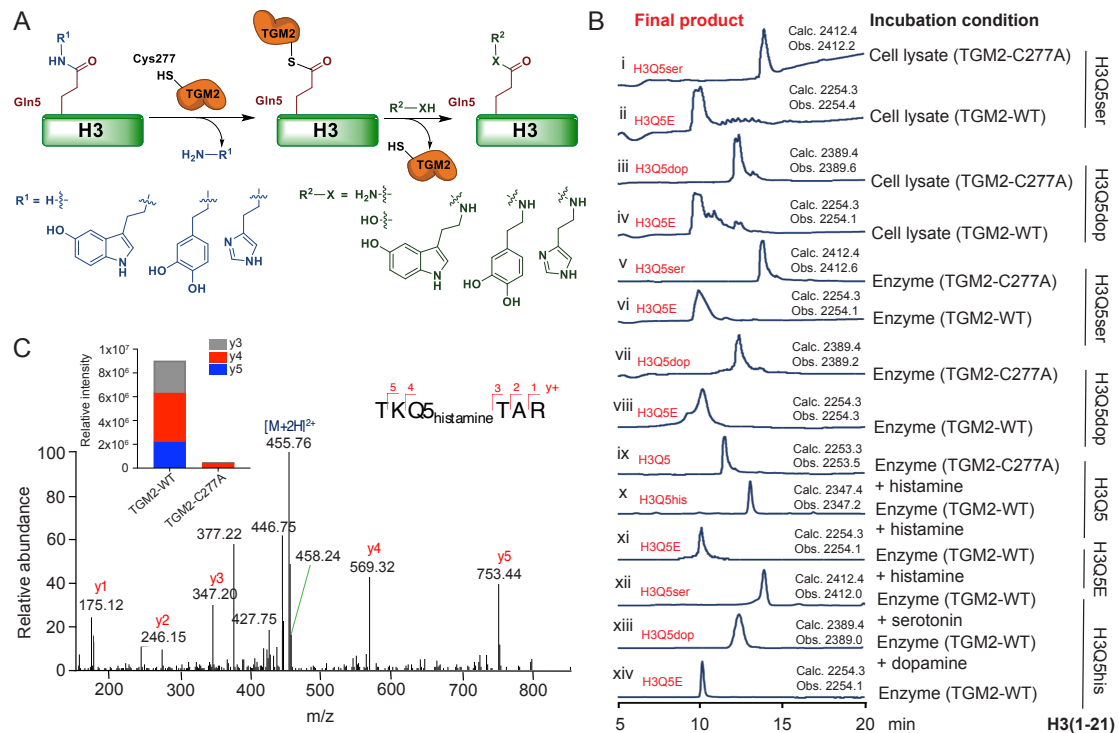 A
R¹
HN
O
Gln5
H3
Cys277
HS
TGM2
H₂N–R¹
TGM2
S
O
Gln5
H3
R²—XH
HS
TGM2
R²
X
O
Gln5
H3
R¹ = H-
HO
N
H
HO
OH
N
NH
R²—X = H₂N-
HO
HO
NH
N
H
NH
HO
OH
NH
N
NH
B
Final product
Incubation condition
i
H3Q5ser
Calc. 2412.4
Obs. 2412.2
Cell lysate (TGM2-C277A)
ii
H3Q5E
Calc. 2254.3
Obs. 2254.4
Cell lysate (TGM2-WT)
H3Q5ser
iii
H3Q5dop
Calc. 2389.4
Obs. 2389.6
Cell lysate (TGM2-C277A)
iv
H3Q5E
Calc. 2254.3
Obs. 2254.1
Cell lysate (TGM2-WT)
H3Q5dop
v
H3Q5ser
Calc. 2412.4
Obs. 2412.6
Enzyme (TGM2-C277A)
vi
H3Q5E
Calc. 2254.3
Obs. 2254.1
Enzyme (TGM2-WT)
H3Q5ser
vii
H3Q5dop
Calc. 2389.4
Obs. 2389.2
Enzyme (TGM2-C277A)
viii
H3Q5E
Calc. 2254.3
Obs. 2254.3
Enzyme (TGM2-WT)
H3Q5dop
ix
H3Q5
Calc. 2253.3
Obs. 2253.5
Enzyme (TGM2-C277A)
+ histamine
x
H3Q5his
Calc. 2347.4
Obs. 2347.2
Enzyme (TGM2-WT)
+ histamine
H3Q5
xi
H3Q5E
Calc. 2254.3
Obs. 2254.1
Enzyme (TGM2-WT)
+ histamine
H3Q5E
xii
H3Q5ser
Calc. 2412.4
Obs. 2412.0
Enzyme (TGM2-WT)
+ serotonin
xiii
H3Q5dop
Calc. 2389.4
Obs. 2389.0
Enzyme (TGM2-WT)
+ dopamine
xiv
H3Q5E
Calc. 2254.3
Obs. 2254.1
Enzyme (TGM2-WT)
H3Q5his
5 10 15 20 min
H3(1-21)
C
Relative intensity
1×10⁷
8×10⁶
6×10⁶
4×10⁶
2×10⁶
0
y3
y4
y5
TGM2-WT
TGM2-C277A
5 4 3 2 1 y+
TKQ5histamineTAR
[M+2H]²⁺
455.76
446.75
458.24
377.22
427.75
y1
175.12
y2
246.15
y3
347.20
y4
569.32
y5
753.44
Relative abundance
100
80
60
40
20
0
200 300 400 500 600 700 800
m/z